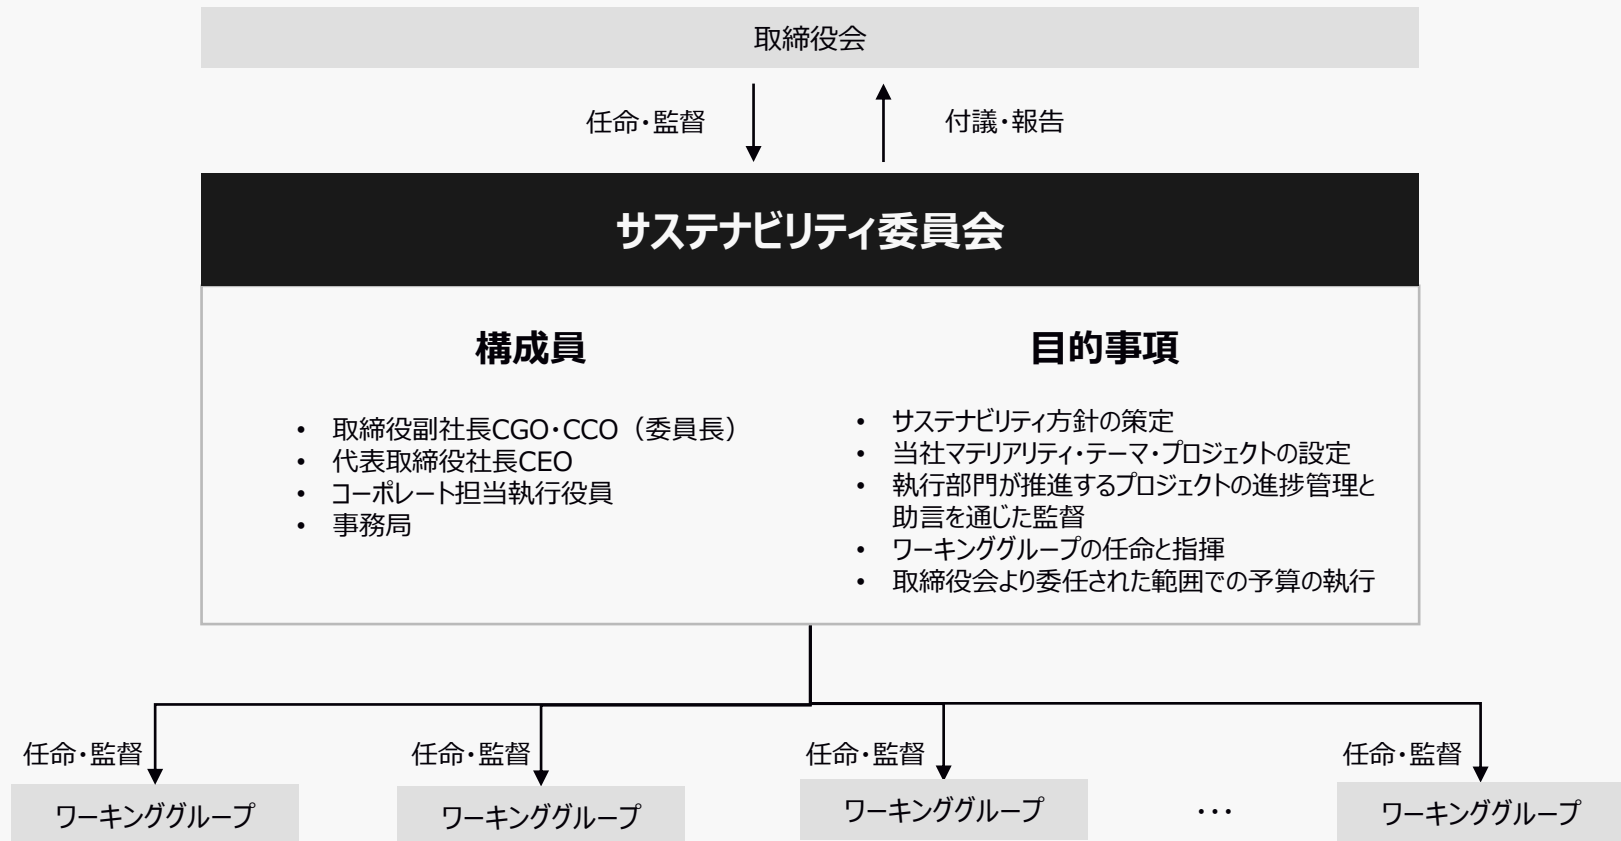 取締役会
任命・監督
付議・報告
サステナビリティ委員会
構成員
• 取締役副社長CGO・CCO（委員長）
• 代表取締役社長CEO
• コーポレート担当執行役員
• 事務局
目的事項
• サステナビリティ方針の策定
• 当社マテリアリティ・テーマ・プロジェクトの設定
• 執行部門が推進するプロジェクトの進捗管理と
助言を通じた監督
• ワーキンググループの任命と指揮
• 取締役会より委任された範囲での予算の執行
任命・監督
任命・監督
任命・監督
任命・監督
ワーキンググループ
ワーキンググループ
ワーキンググループ
・・・
ワーキンググループ